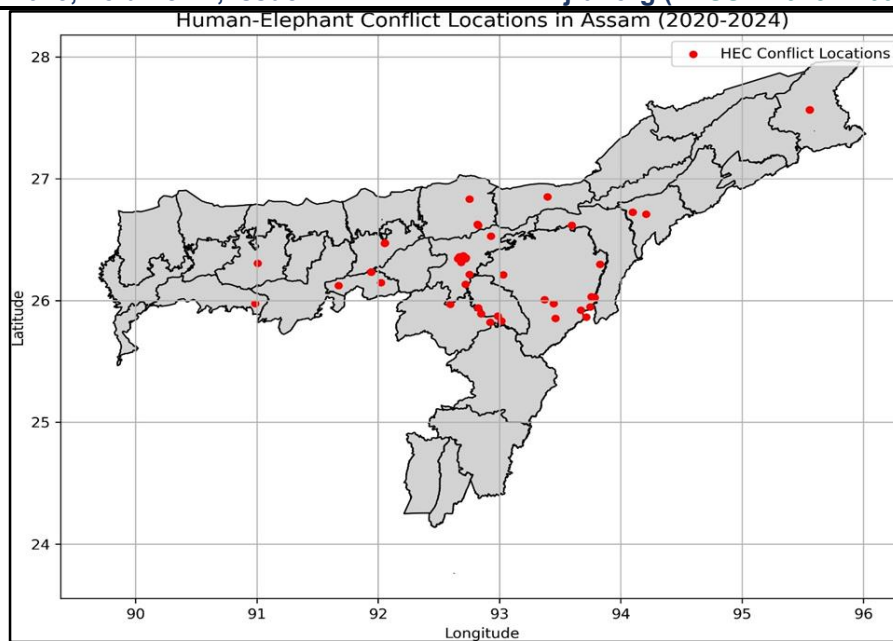 Human-Elephant Conflict Locations in Assam (2020-2024)
HEC Conflict Locations
28
27
26
25
24
Latitude
90 91 92 93 94 95 96
Longitude